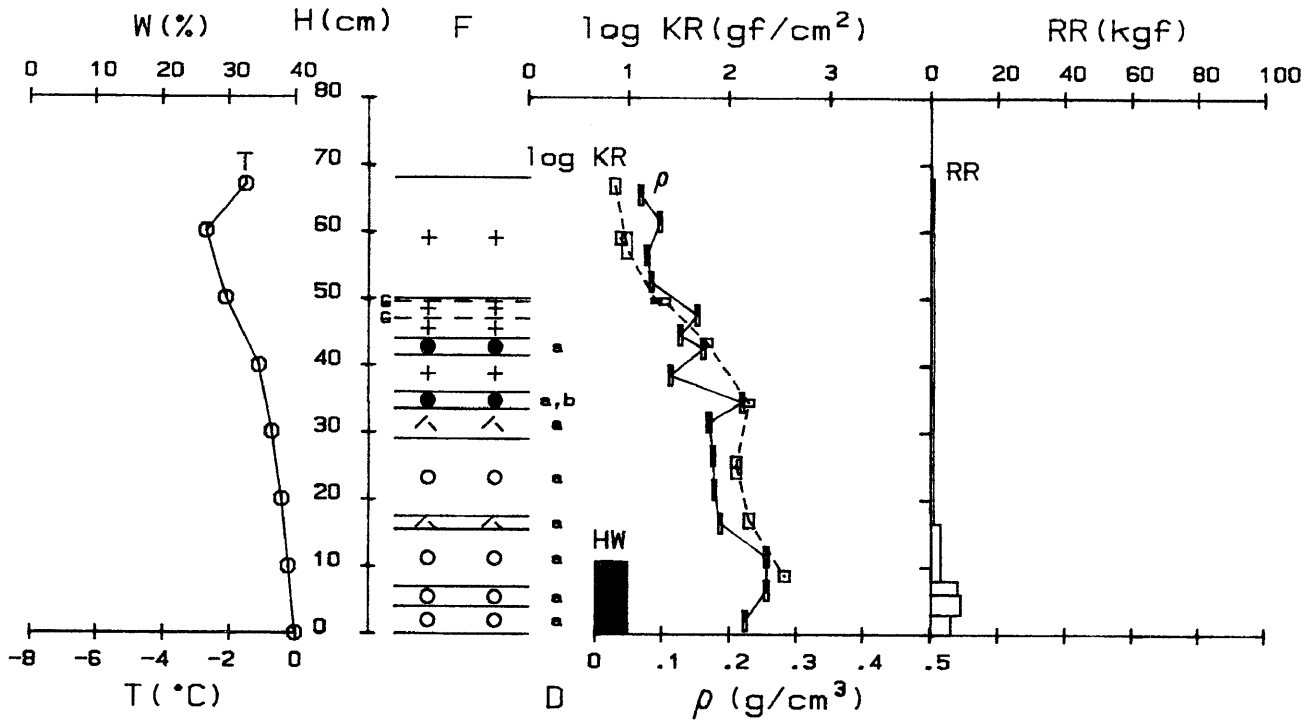 W(%) H(cm) F log KR(gf/cm²) RR(kgf)
0 10 20 30 40 0 1 2 3 0 20 40 60 80 100
80
70
60
50
40
30
20
10
0
T
log KR
ρ
RR
G
G
a
a,b
a
a
a
a
a
a
HW
-8 -6 -4 -2 0 0 .1 .2 .3 .5
T(°C) D ρ (g/cm³)